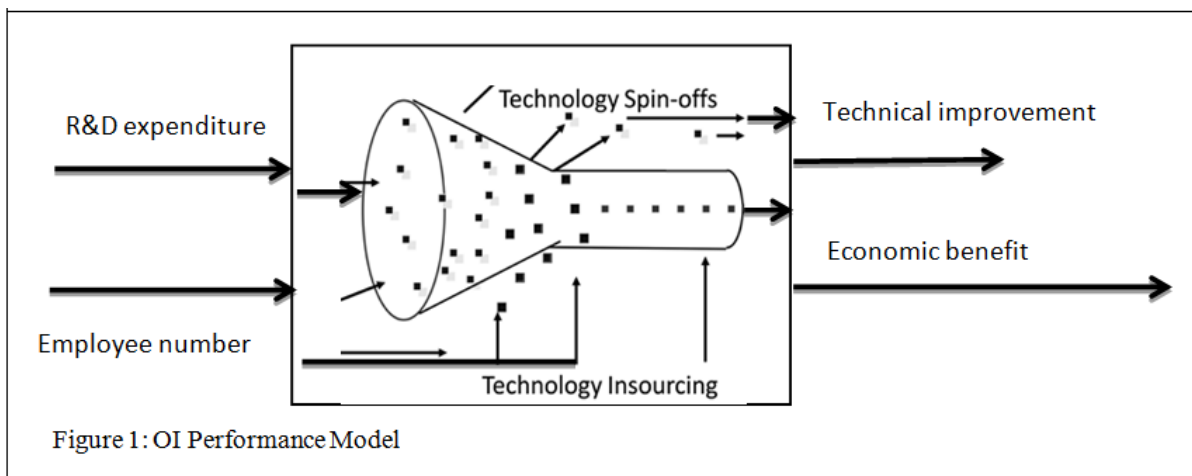 R&D expenditure
Employee number
Technology Spin-offs
Technology Insourcing
Technical improvement
Economic benefit
Figure 1: OI Performance Model